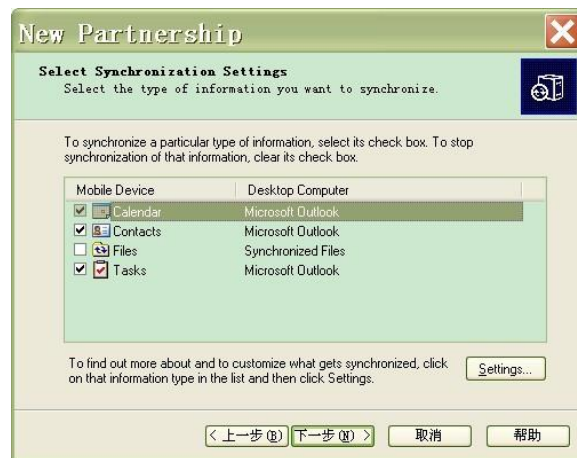 New Partnership
Select Synchronization Settings
Select the type of information you want to synchronize.
To synchronize a particular type of information, select its check box. To stop
synchronization of that information, clear its check box.
Mobile Device Desktop Computer
Calendar Microsoft Outlook
Contacts Microsoft Outlook
Files Synchronized Files
Tasks Microsoft Outlook
To find out more about and to customize what gets synchronized, click
on that information type in the list and then click Settings.
Settings...
< 上一步(B) 下一步(N) > 取消 帮助